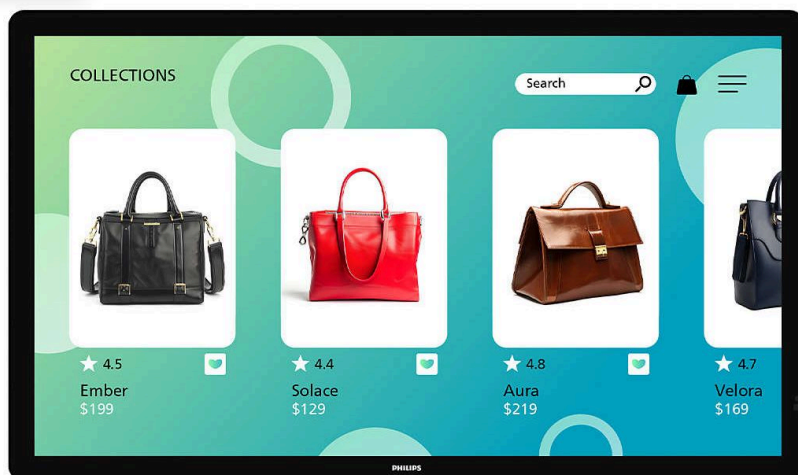 COLLECTIONS
Search
4.5
Ember
$199
4.4
Solace
$129
4.8
Aura
$219
4.7
Velora
$169
PHILIPS